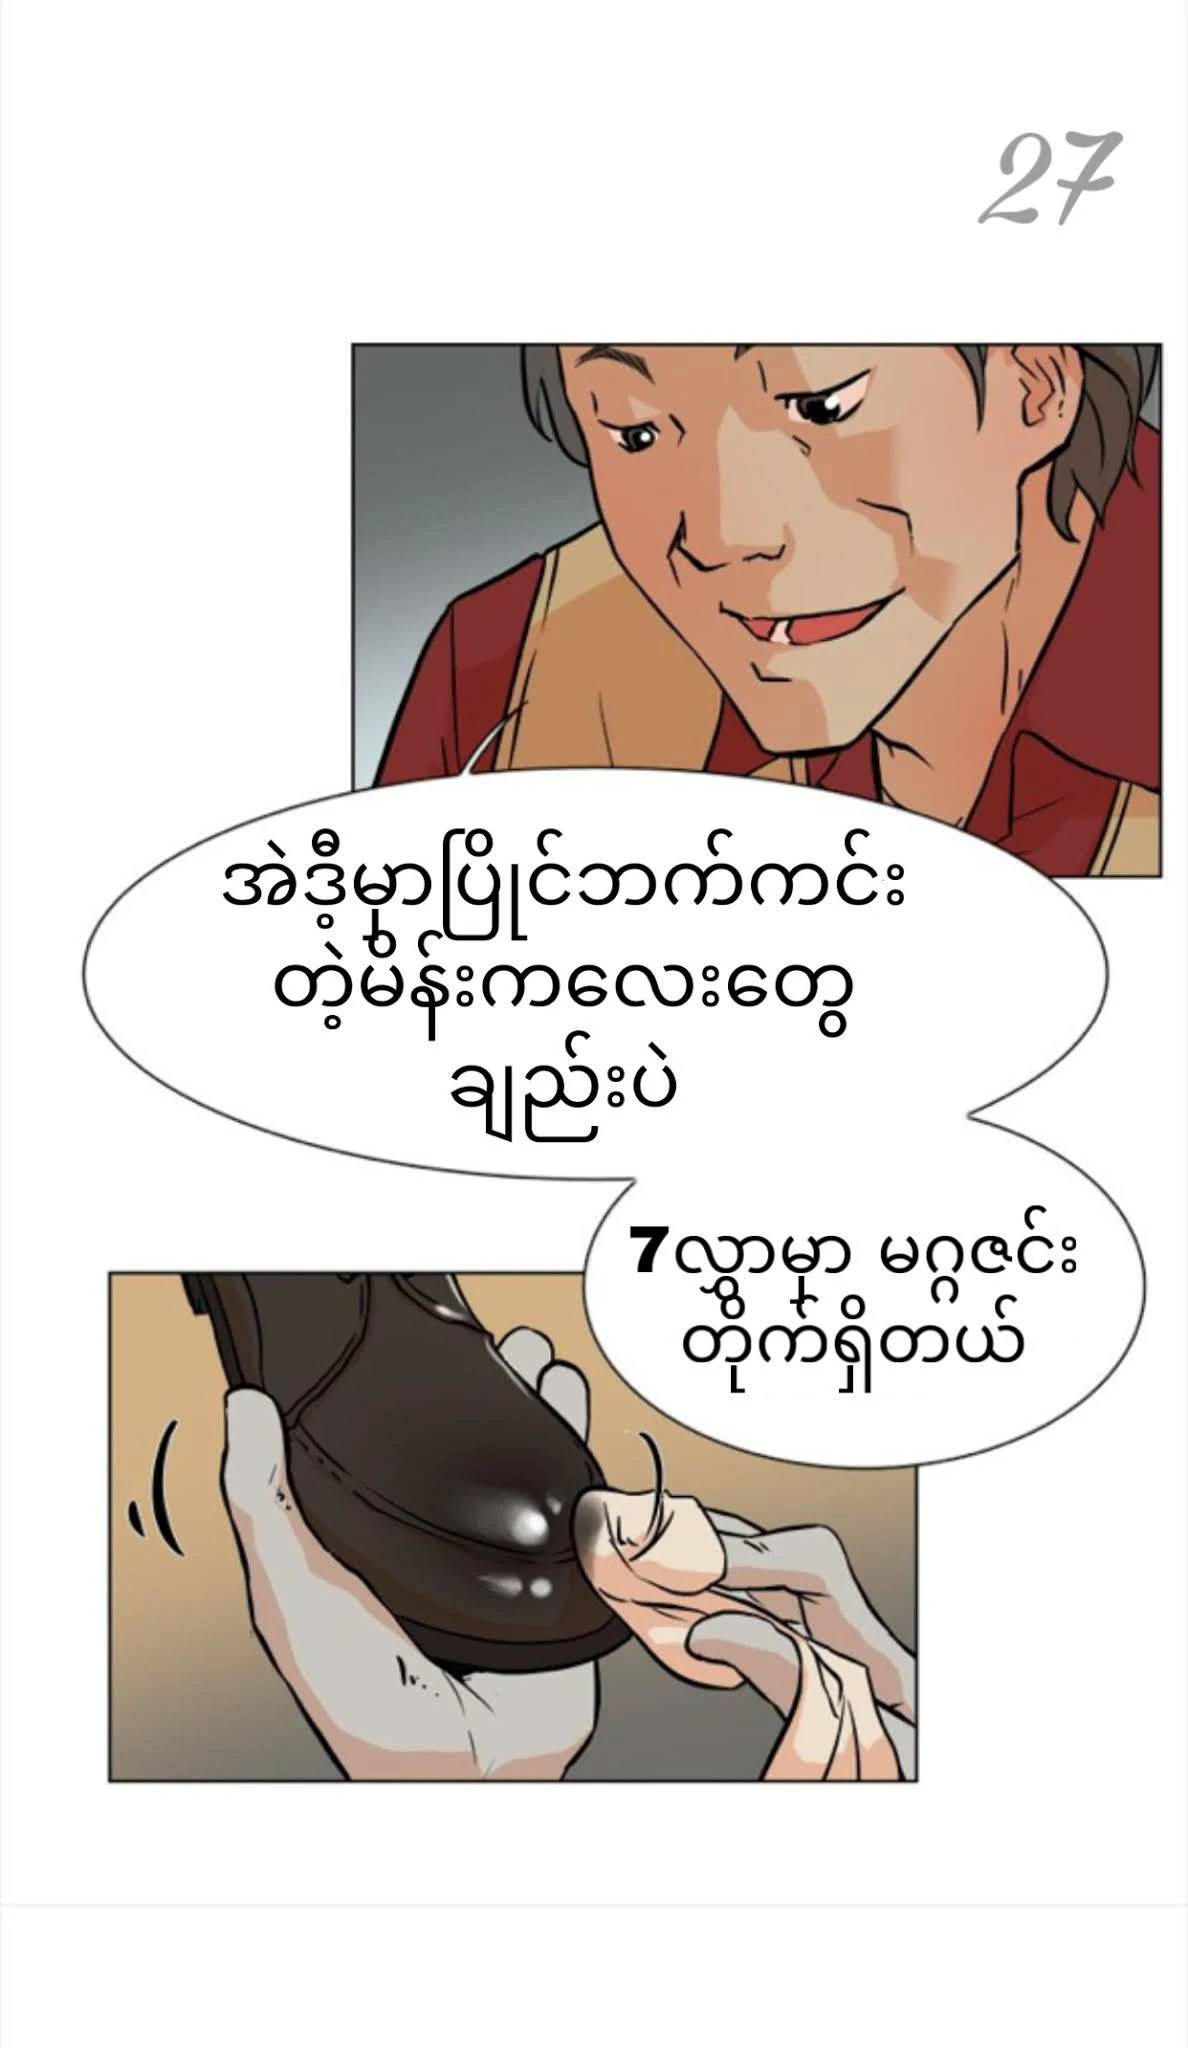 27
အဲဒီ့မှာပြိုင်ဘက်ကင်း
တဲ့မိန်းကလေးတွေ
ချည်းပဲ
7လွှာမှာ မဂ္ဂဇင်း
တိုက်ရှိတယ်